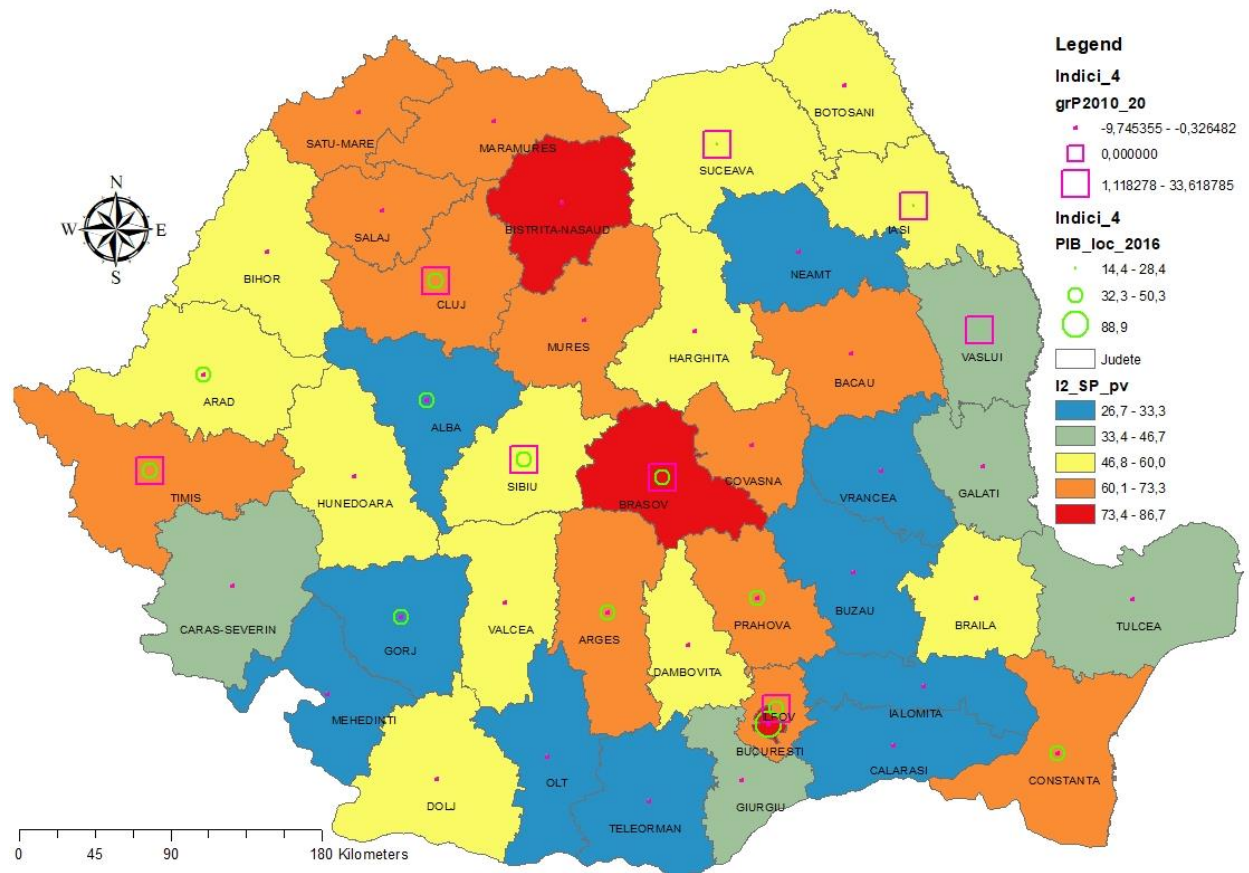 Legend
Indici_4
grP2010_20
-9,745355 - -0,326482
0,000000
1,118278 - 33,618785
Indici_4
PIB_loc_2016
14,4 - 28,4
32,3 - 50,3
88,9
Judete
I2_SP_pv
26,7 - 33,3
33,4 - 46,7
46,8 - 60,0
60,1 - 73,3
73,4 - 86,7
N
W E
S
BOTOSANI
SATU-MARE
MARAMURES
SUCEAVA
IASI
SALAJ
BISTRITA-NASAUD
NEAMT
BIHOR
CLUJ
MURES
HARGHITA
BACAU
VASLUI
ARAD
ALBA
TIMIS
HUNEDOARA
SIBIU
BRASOV
COVASNA
VRANCEA
GALATI
CARAS-SEVERIN
GORJ
VALCEA
ARGES
PRAHOVA
BUZAU
BRAILA
TULCEA
DAMBOVITA
MEHEDINTI
ILFOV
IALOMITA
BUCURESTI
CALARASI
CONSTANTA
DOLJ
OLT
TELEORMAN
GIURGIU
0 45 90 180 Kilometers